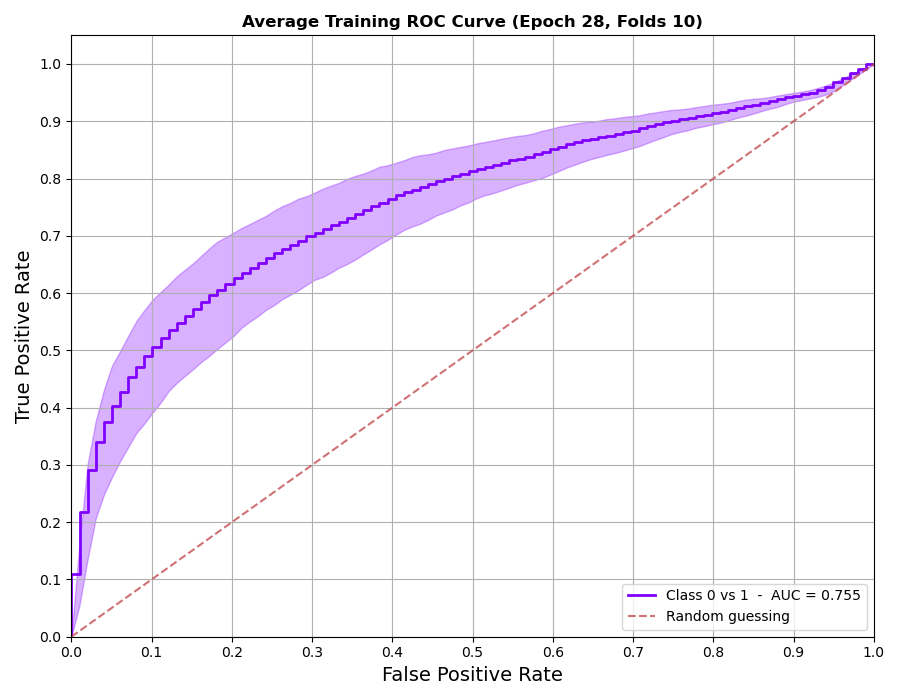 Average Training ROC Curve (Epoch 28, Folds 10)
True Positive Rate
1.0
0.9
0.8
0.7
0.6
0.5
0.4
0.3
0.2
0.1
0.0
Class 0 vs 1 - AUC = 0.755
Random guessing
0.0 0.1 0.2 0.3 0.4 0.5 0.6 0.7 0.8 0.9 1.0
False Positive Rate